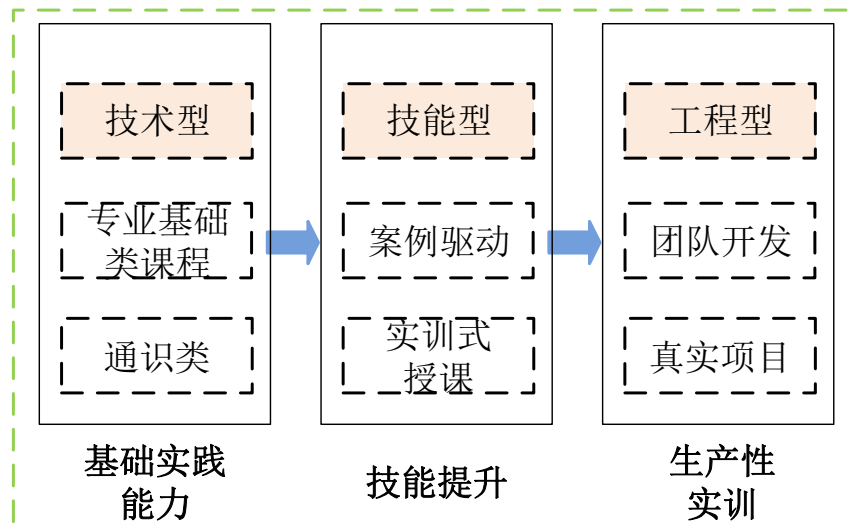 技术型
专业基础
类课程
通识类
基础实践
能力
技能型
案例驱动
实训式
授课
技能提升
工程型
团队开发
真实项目
生产性
实训